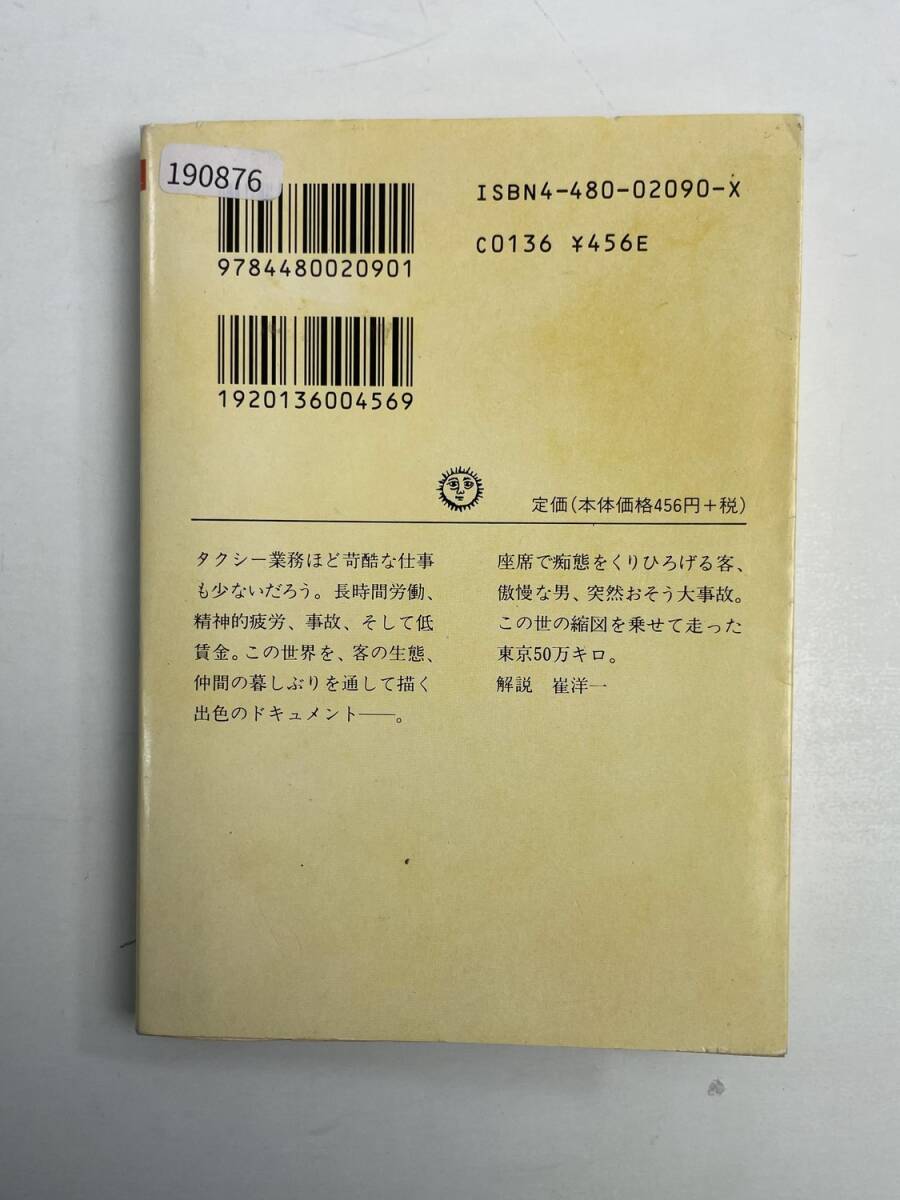 190876
ISBN4-480-02090-X
C0136 ¥456E
9784480020901
1920136004569
定価(本体価格456円+税)
タクシー業務ほど苛酷な仕事
も少ないだろう。長時間労働、
精神的疲労、事故、そして低
賃金。この世界を、客の生態、
仲間の暮しぶりを通して描く
出色のドキュメント――。
座席で痴態をくりひろげる客、
傲慢な男、突然おそう大事故。
この世の縮図を乗せて走った
東京50万キロ。
解説 崔洋一